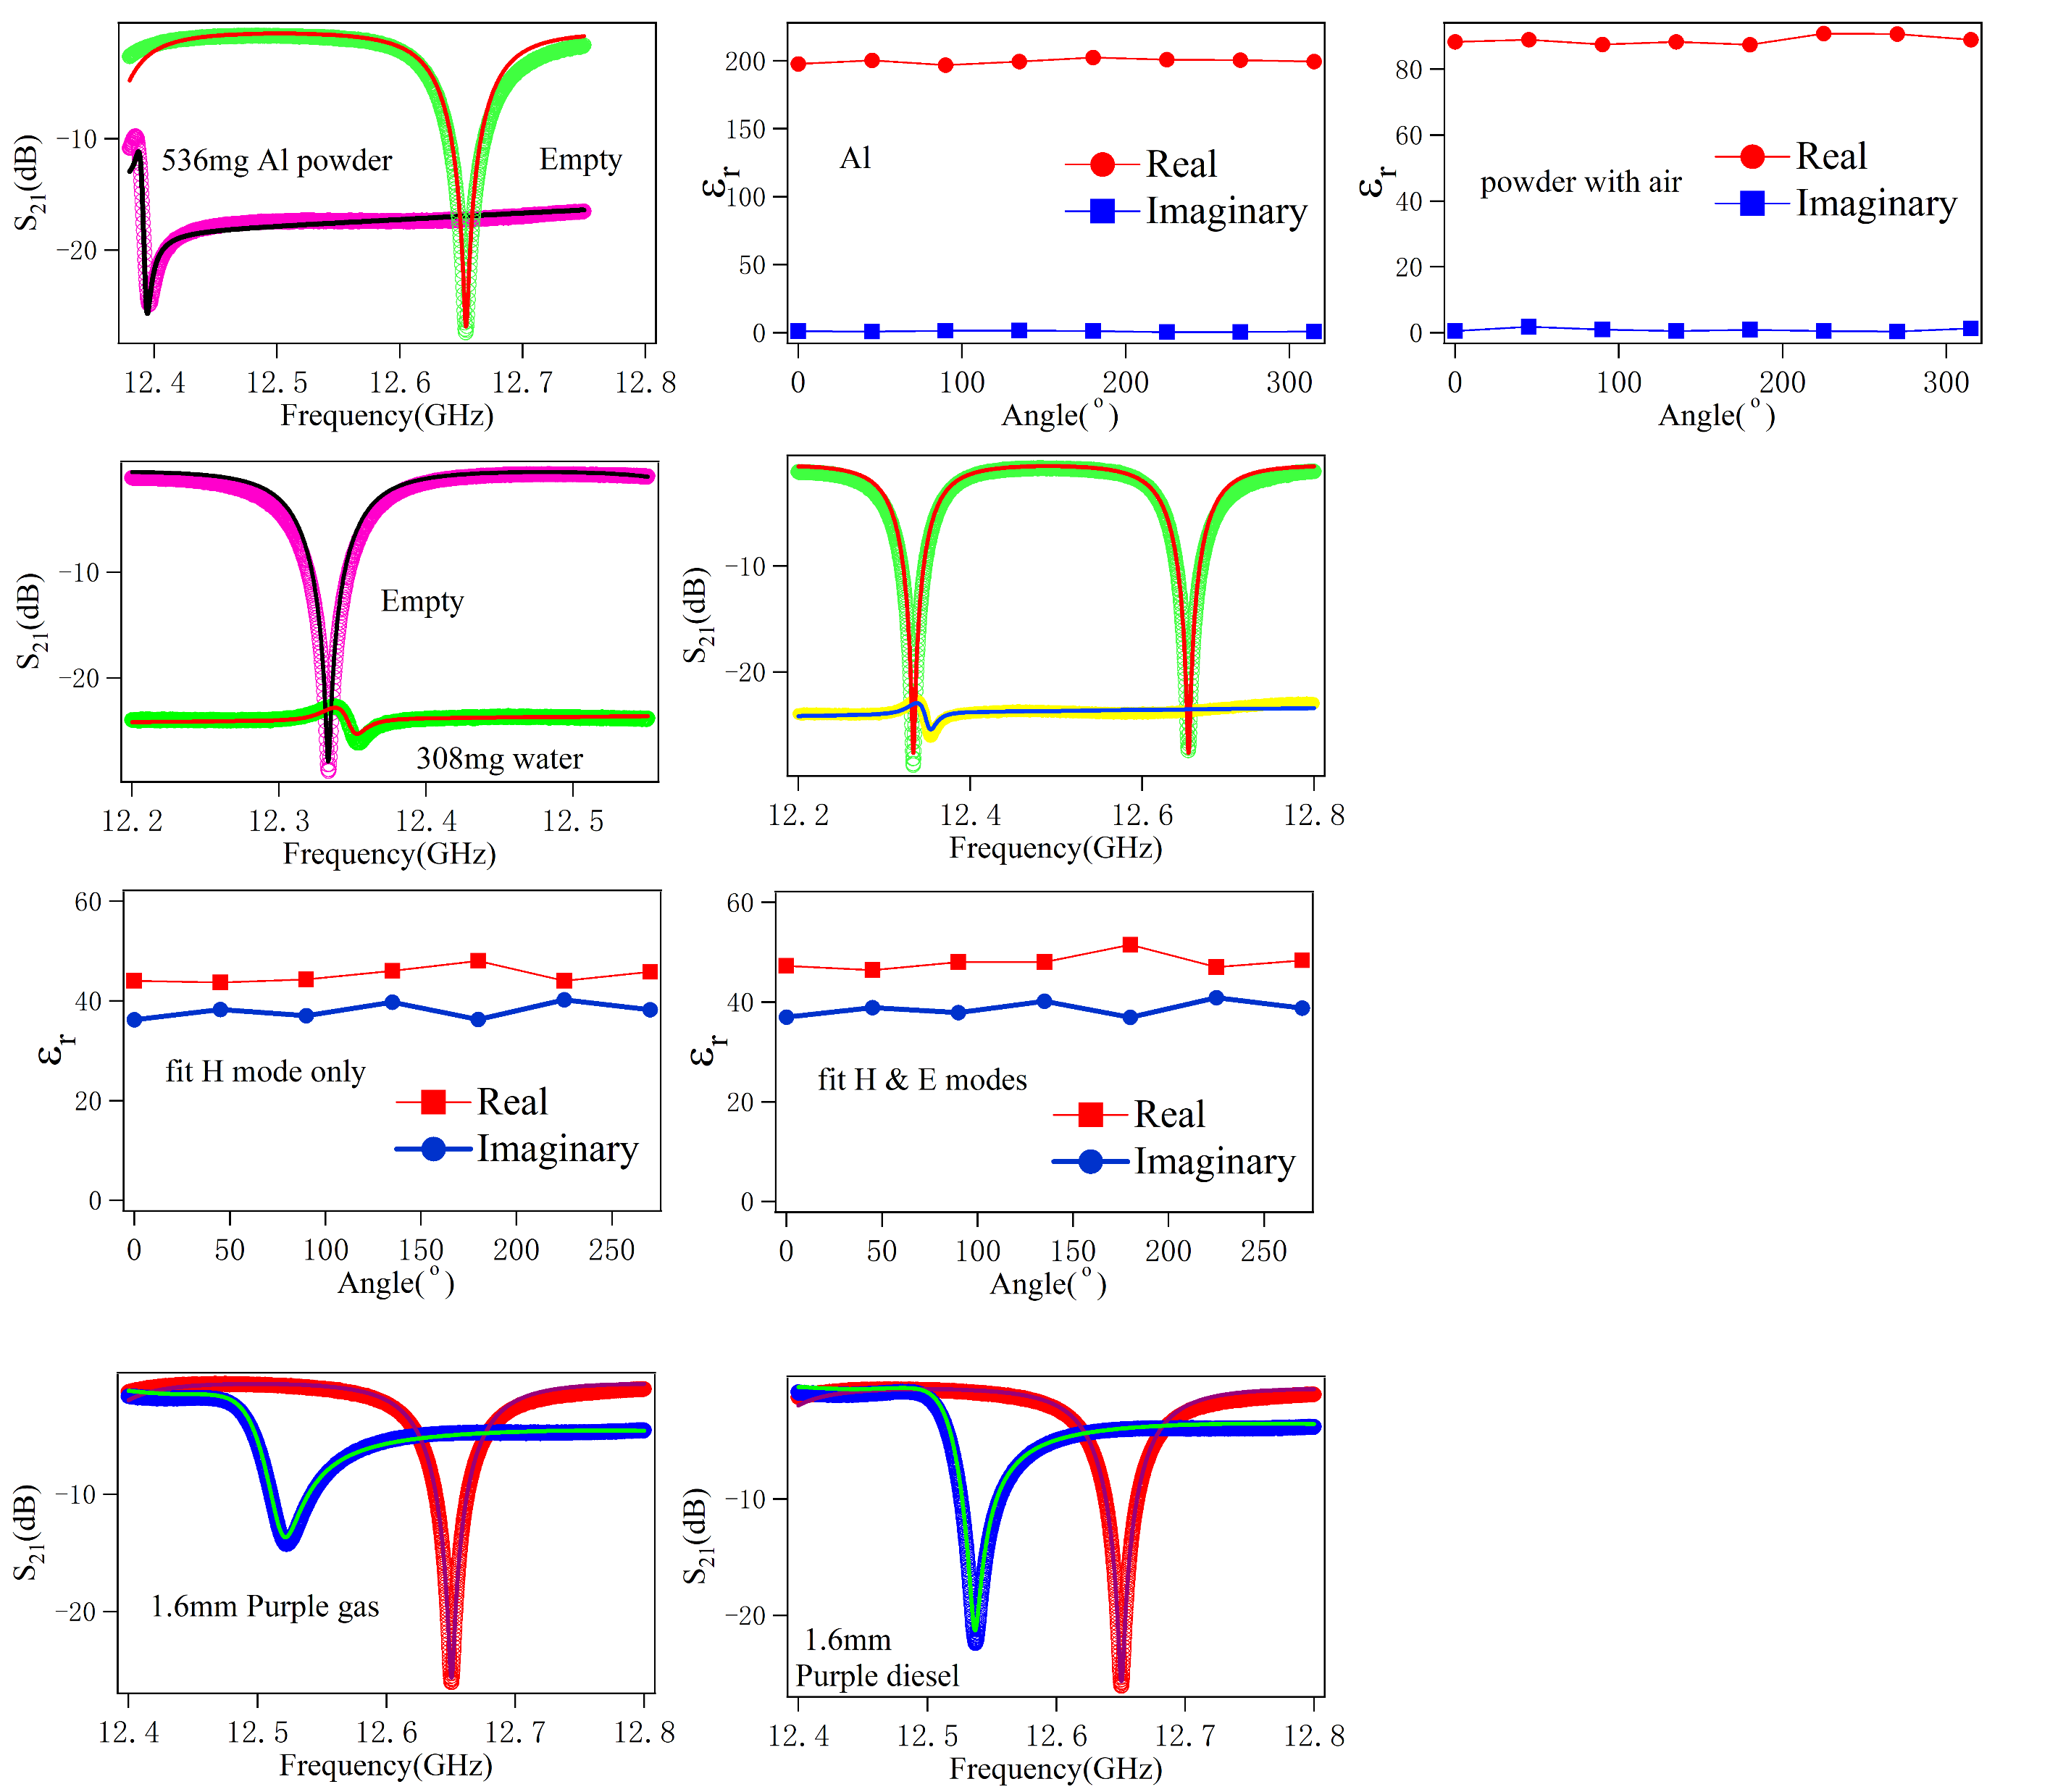 S21(dB)
-10
-20
536mg Al powder
Empty
12.4 12.5 12.6 12.7 12.8
Frequency(GHz)
εr
200
150
100
50
0
Al
Real
Imaginary
0 100 200 300
Angle(°)
εr
80
60
40
20
0
powder with air
Real
Imaginary
0 100 200 300
Angle(°)
S21(dB)
-10
-20
Empty
308mg water
12.2 12.3 12.4 12.5
Frequency(GHz)
S21(dB)
-10
-20
12.2 12.4 12.6 12.8
Frequency(GHz)
εr
60
40
20
0
fit H mode only
Real
Imaginary
0 50 100 150 200 250
Angle(°)
εr
60
40
20
0
fit H & E modes
Real
Imaginary
0 50 100 150 200 250
Angle(°)
S21(dB)
-10
-20
1.6mm Purple gas
12.4 12.5 12.6 12.7 12.8
Frequency(GHz)
S21(dB)
-10
-20
1.6mm
Purple diesel
12.4 12.5 12.6 12.7 12.8
Frequency(GHz)